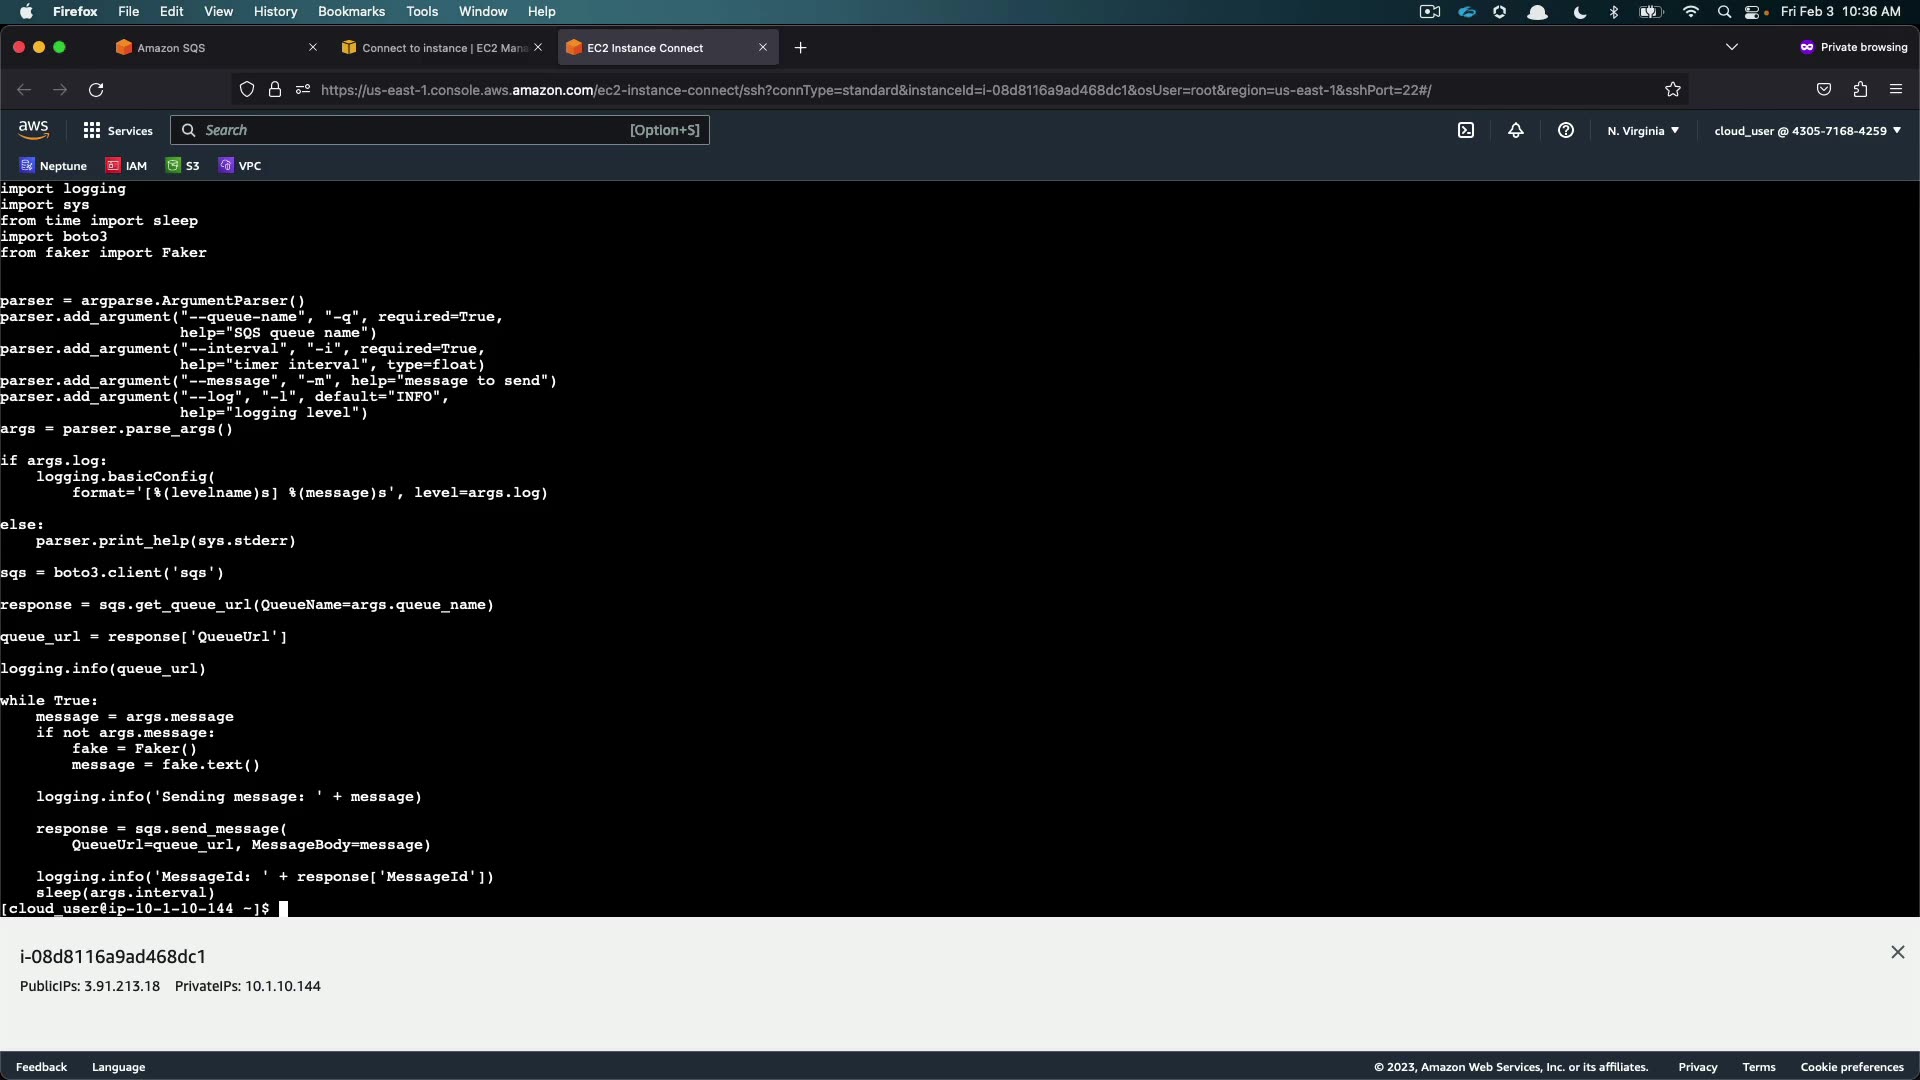 Firefox File Edit View History Bookmarks Tools Window Help Fri Feb 3 10:36 AM
Amazon SQS Connect to instance | EC2 Mana EC2 Instance Connect Private browsing
https://us-east-1.console.aws.amazon.com/ec2-instance-connect/ssh?connType=standard&instanceId=i-08d8116a9ad468dc1&osUser=root&region=us-east-1&sshPort=22#/
aws Services Search [Option+S] N. Virginia cloud_user @ 4305-7168-4259
Neptune IAM S3 VPC
import logging
import sys
from time import sleep
import boto3
from faker import Faker
parser = argparse.ArgumentParser()
parser.add_argument("--queue-name", "-q", required=True,
                    help="SQS queue name")
parser.add_argument("--interval", "-i", required=True,
                    help="timer interval", type=float)
parser.add_argument("--message", "-m", help="message to send")
parser.add_argument("--log", "-l", default="INFO",
                    help="logging level")
args = parser.parse_args()
if args.log:
    logging.basicConfig(
        format='[%(levelname)s] %(message)s', level=args.log)
else:
    parser.print_help(sys.stderr)
sqs = boto3.client('sqs')
response = sqs.get_queue_url(QueueName=args.queue_name)
queue_url = response['QueueUrl']
logging.info(queue_url)
while True:
    message = args.message
    if not args.message:
        fake = Faker()
        message = fake.text()
    logging.info('Sending message: ' + message)
    response = sqs.send_message(
        QueueUrl=queue_url, MessageBody=message)
    logging.info('MessageId: ' + response['MessageId'])
    sleep(args.interval)
[cloud_user@ip-10-1-10-144 ~]$
i-08d8116a9ad468dc1
PublicIPs: 3.91.213.18 PrivateIPs: 10.1.10.144
Feedback Language © 2023, Amazon Web Services, Inc. or its affiliates. Privacy Terms Cookie preferences